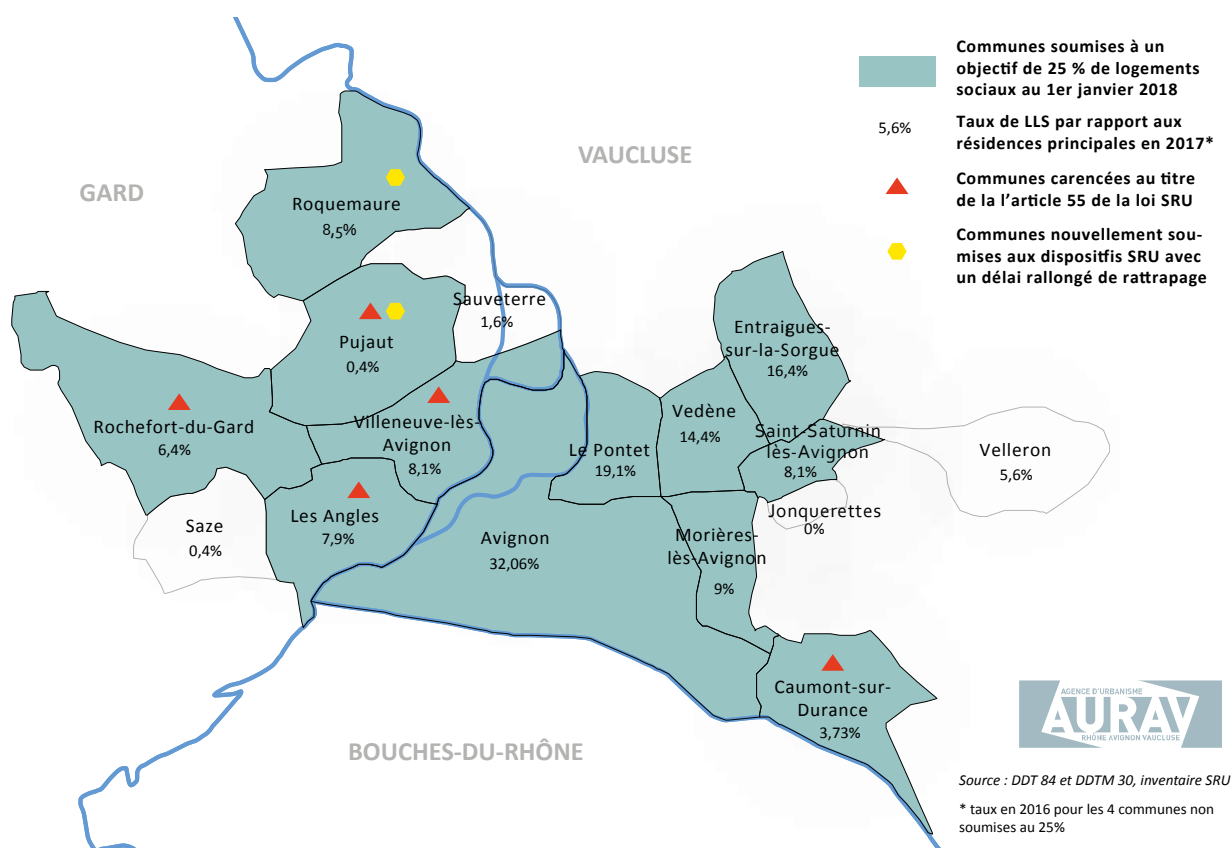 Communes soumises à un
objectif de 25 % de logements
sociaux au 1er janvier 2018
5,6%
Taux de LLS par rapport aux
résidences principales en 2017*
Communes carencées au titre
de la l'article 55 de la loi SRU
Communes nouvellement sou-
mises aux dispositifs SRU avec
un délai rallongé de rattrapage
VAUCLUSE
GARD
Roquemaure
8,5%
Sauveterre
1,6%
Pujaut
0,4%
Entraigues-
sur-la-Sorgue
16,4%
Rochefort-du-Gard
6,4%
Villeneuve-lès-
Avignon
8,1%
Vedène
14,4%
Le Pontet
19,1%
Saint-Saturnin
lès-Avignon
8,1%
Velleron
5,6%
Saze
0,4%
Les Angles
7,9%
Avignon
32,06%
Jonquerettes
0%
Morières-
lès-Avignon
9%
Caumont-sur-
Durance
3,73%
BOUCHES-DU-RHÔNE
AGENCE D'URBANISME
AURAV
RHÔNE AVIGNON VAUCLUSE
Source : DDT 84 et DDTM 30, inventaire SRU
* taux en 2016 pour les 4 communes non
soumises au 25%